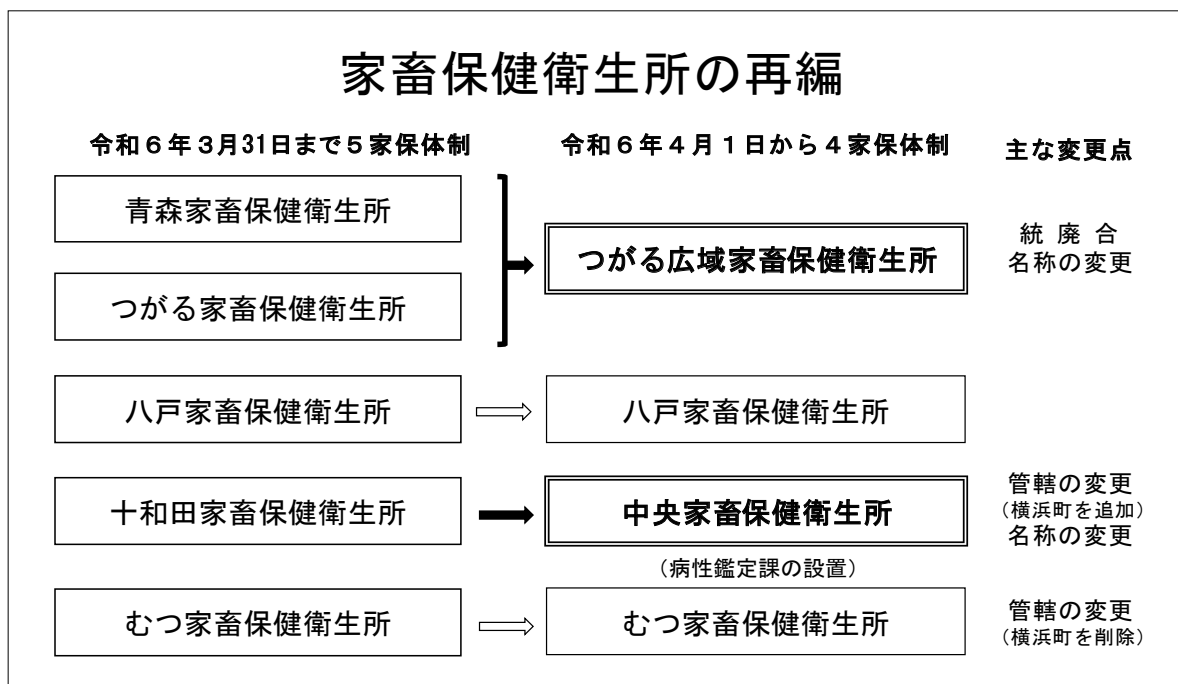 家畜保健衛生所の再編
令和６年３月31日まで５家保体制
令和６年４月１日から４家保体制
主な変更点
青森家畜保健衛生所
つがる家畜保健衛生所
つがる広域家畜保健衛生所
統 廃 合
名称の変更
八戸家畜保健衛生所
八戸家畜保健衛生所
十和田家畜保健衛生所
中央家畜保健衛生所
（病性鑑定課の設置）
管轄の変更
（横浜町を追加）
名称の変更
むつ家畜保健衛生所
むつ家畜保健衛生所
管轄の変更
（横浜町を削除）